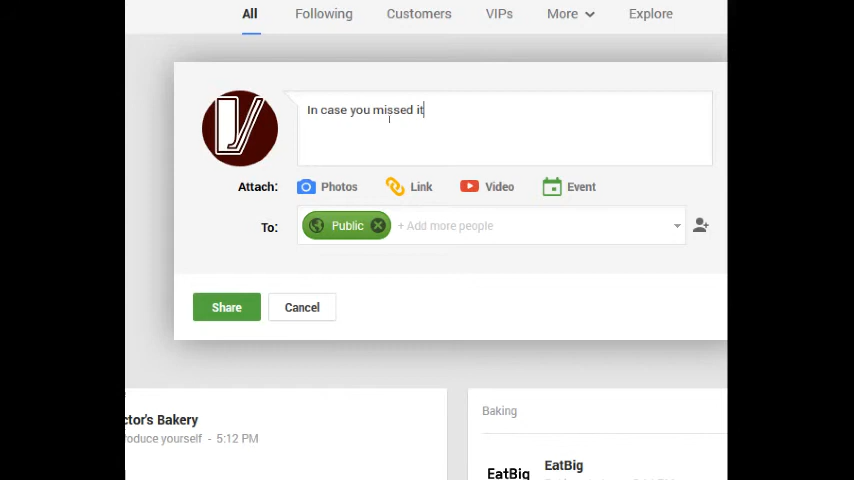 All Following Customers VIPs More Explore
In case you missed it
Attach: Photos Link Video Event
To: Public + Add more people
Share Cancel
ctor's Bakery
roduce yourself - 5:12 PM
Baking
EatBig
EatBig